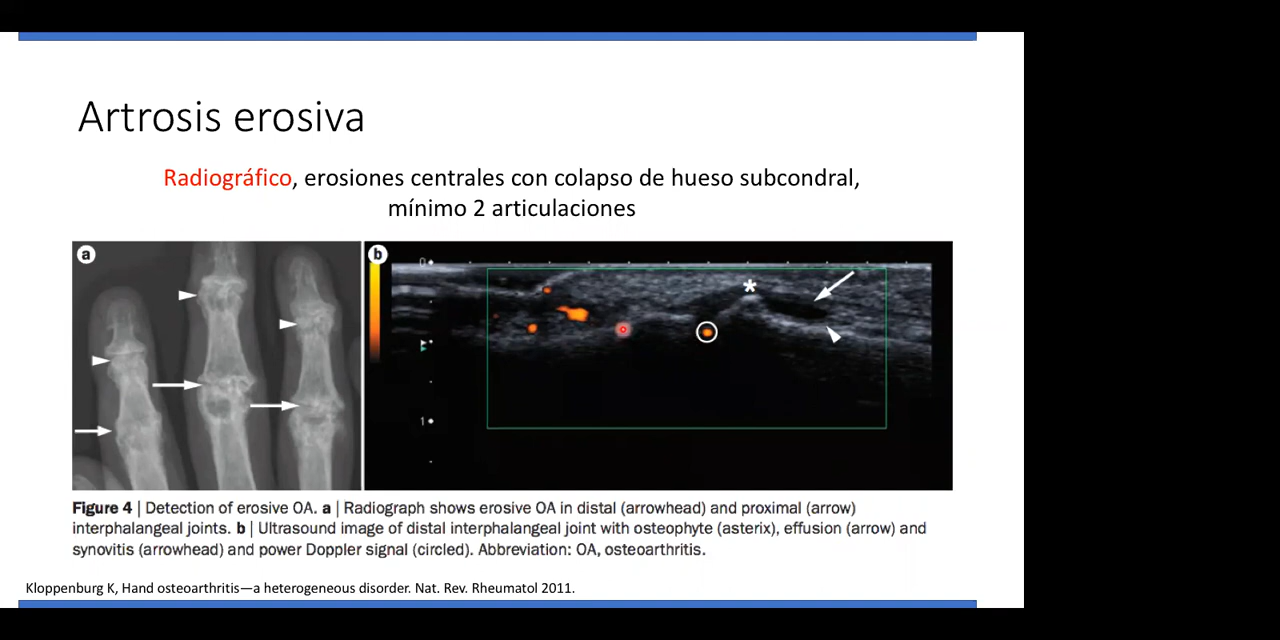 Artrosis erosiva
Radiográfico, erosiones centrales con colapso de hueso subcondral,
mínimo 2 articulaciones
a
b
0
*
1
Figure 4 | Detection of erosive OA. a | Radiograph shows erosive OA in distal (arrowhead) and proximal (arrow)
interphalangeal joints. b | Ultrasound image of distal interphalangeal joint with osteophyte (asterix), effusion (arrow) and
synovitis (arrowhead) and power Doppler signal (circled). Abbreviation: OA, osteoarthritis.
Kloppenburg K, Hand osteoarthritis—a heterogeneous disorder. Nat. Rev. Rheumatol 2011.